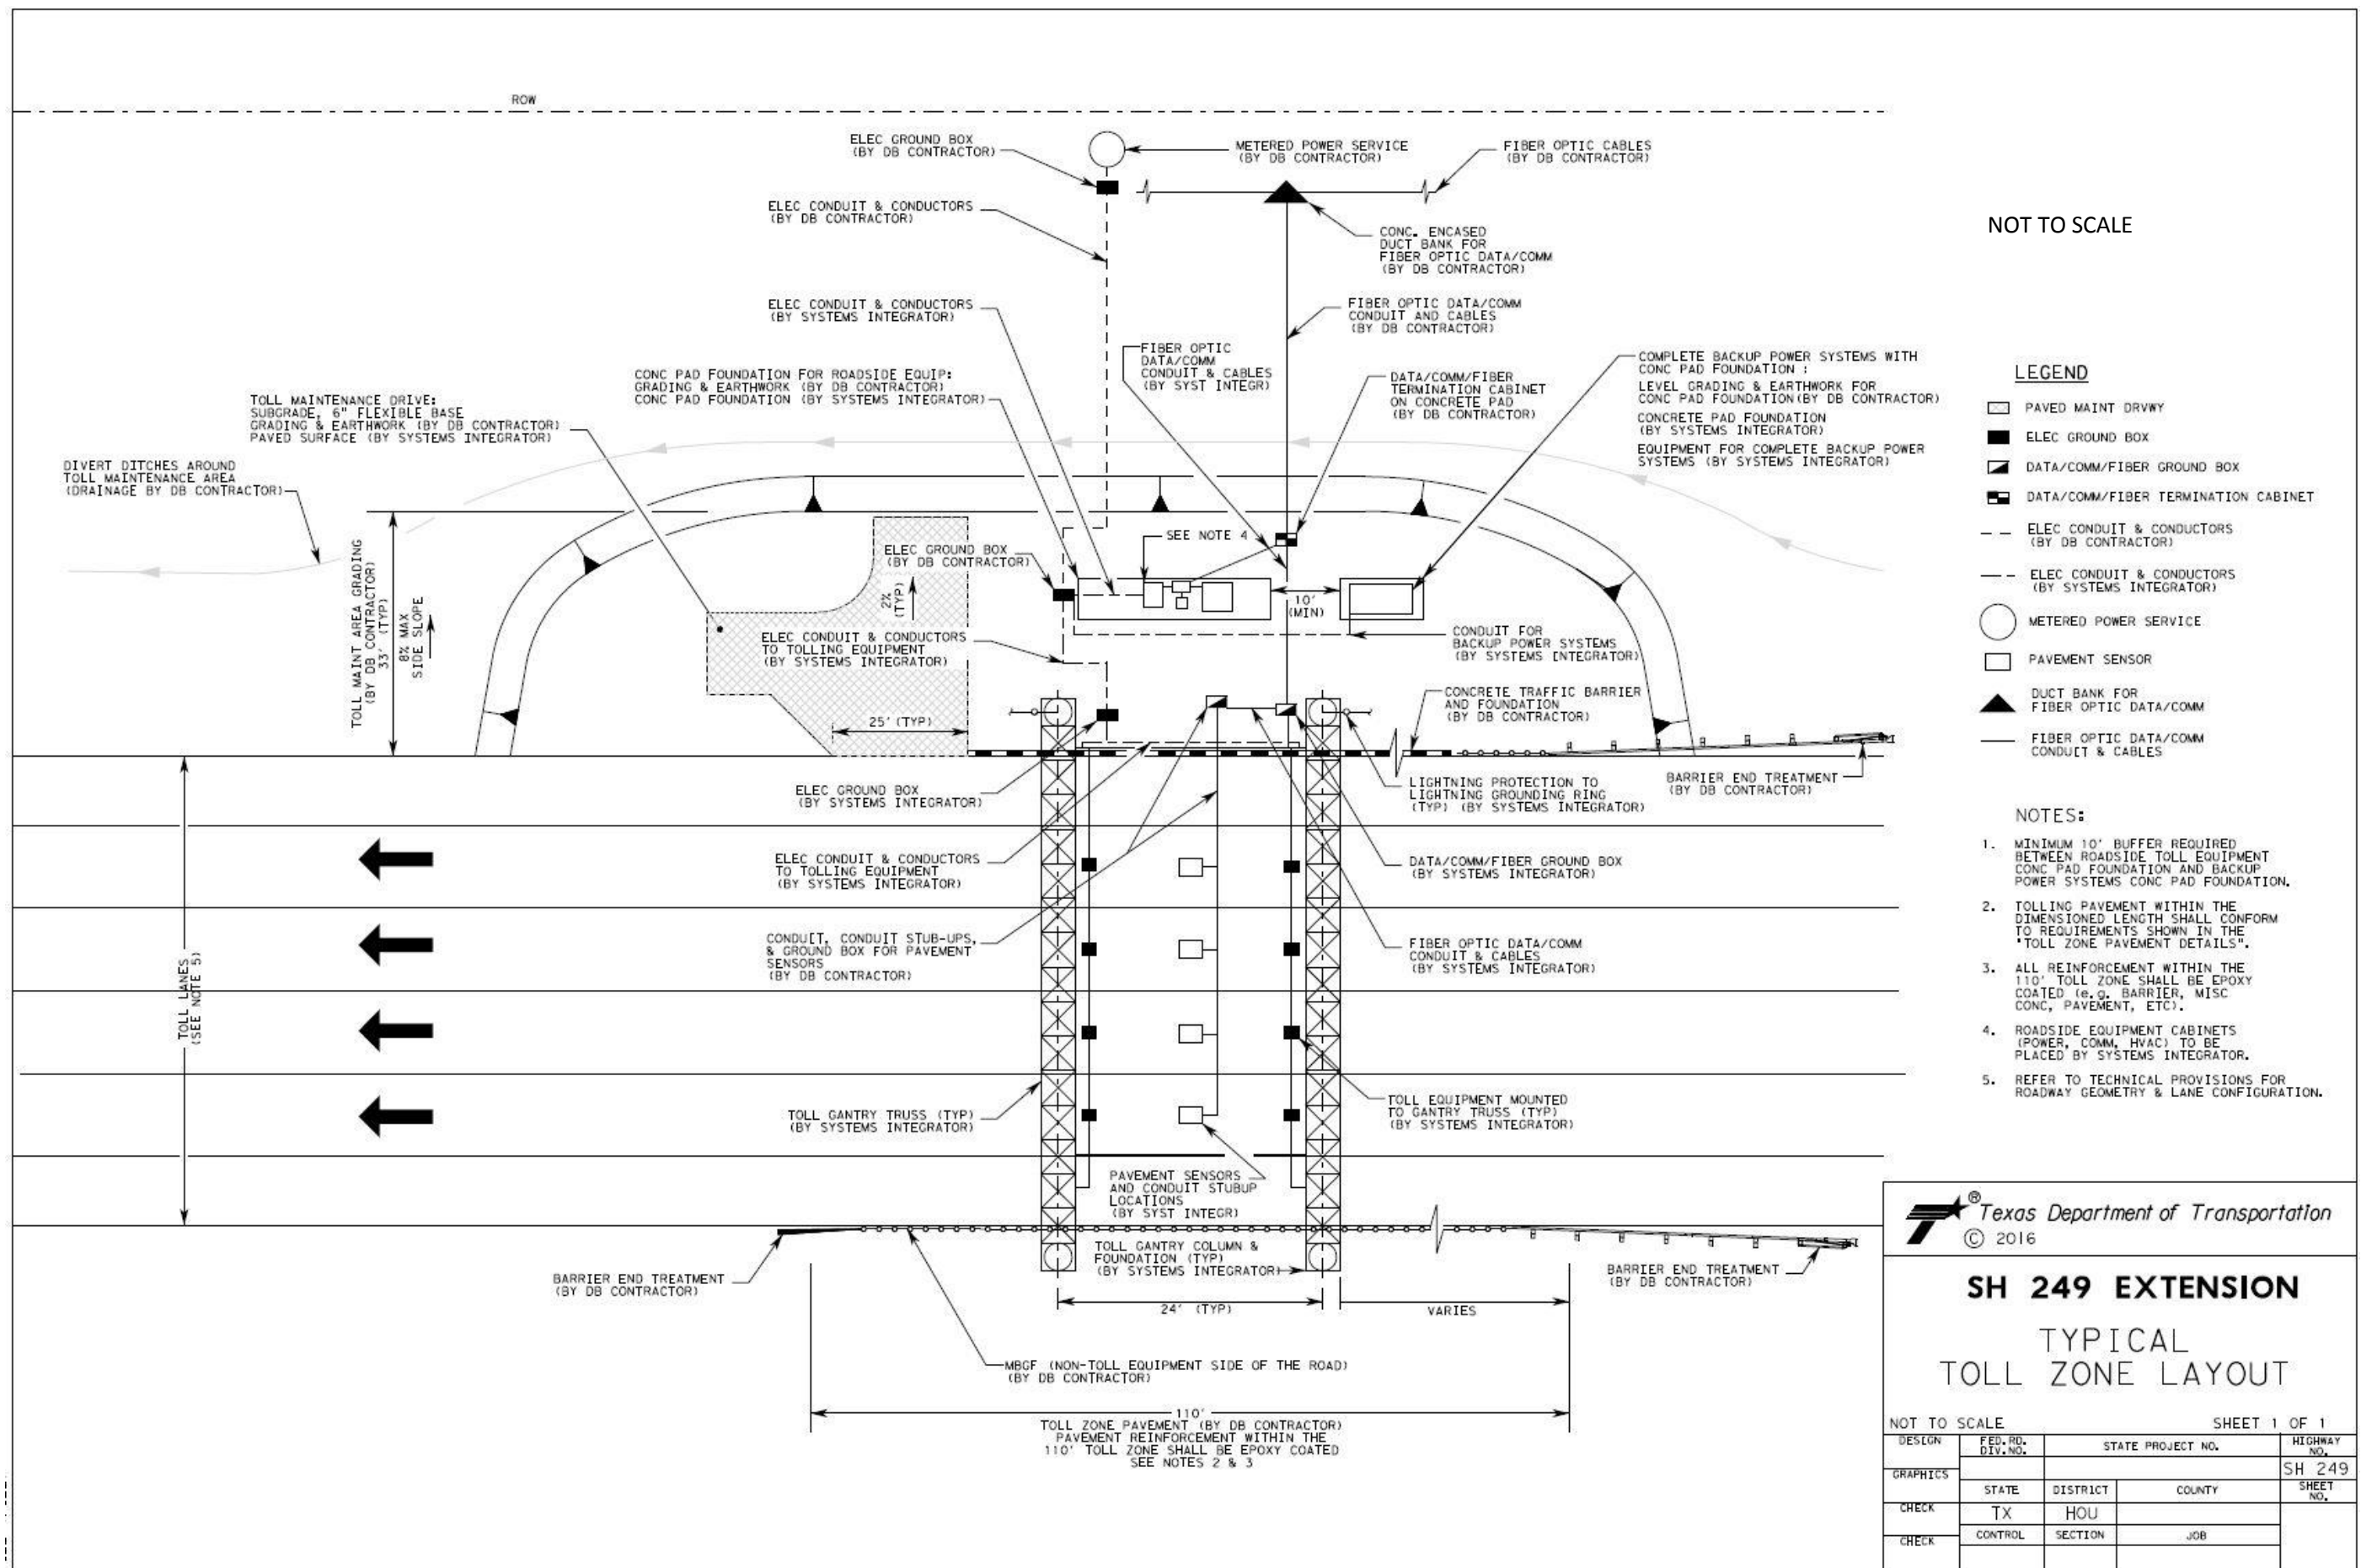 ROW
ELEC GROUND BOX
(BY DB CONTRACTOR)
METERED POWER SERVICE
(BY DB CONTRACTOR)
FIBER OPTIC CABLES
(BY DB CONTRACTOR)
ELEC CONDUIT & CONDUCTORS
(BY DB CONTRACTOR)
CONC. ENCASED
DUCT BANK FOR
FIBER OPTIC DATA/COMM
(BY DB CONTRACTOR)
NOT TO SCALE
ELEC CONDUIT & CONDUCTORS
(BY SYSTEMS INTEGRATOR)
FIBER OPTIC DATA/COMM
CONDUIT AND CABLES
(BY DB CONTRACTOR)
FIBER OPTIC
DATA/COMM
CONDUIT & CABLES
(BY SYST INTEGR)
CONC PAD FOUNDATION FOR ROADSIDE EQUIP:
GRADING & EARTHWORK (BY DB CONTRACTOR)
CONC PAD FOUNDATION (BY SYSTEMS INTEGRATOR)
DATA/COMM/FIBER
TERMINATION CABINET
ON CONCRETE PAD
(BY DB CONTRACTOR)
COMPLETE BACKUP POWER SYSTEMS WITH
CONC PAD FOUNDATION :
LEVEL GRADING & EARTHWORK FOR
CONC PAD FOUNDATION(BY DB CONTRACTOR)
CONCRETE PAD FOUNDATION
(BY SYSTEMS INTEGRATOR)
EQUIPMENT FOR COMPLETE BACKUP POWER
SYSTEMS (BY SYSTEMS INTEGRATOR)
TOLL MAINTENANCE DRIVE:
SUBGRADE, 6" FLEXIBLE BASE
GRADING & EARTHWORK (BY DB CONTRACTOR)
PAVED SURFACE (BY SYSTEMS INTEGRATOR)
DIVERT DITCHES AROUND
TOLL MAINTENANCE AREA
(DRAINAGE BY DB CONTRACTOR)
TOLL MAINT AREA GRADING
(BY DB CONTRACTOR)
33' (TYP)
8% MAX
SIDE SLOPE
ELEC GROUND BOX
(BY DB CONTRACTOR)
SEE NOTE 4
2%
(TYP)
10'
(MIN)
ELEC CONDUIT & CONDUCTORS
TO TOLLING EQUIPMENT
(BY SYSTEMS INTEGRATOR)
CONDUIT FOR
BACKUP POWER SYSTEMS
(BY SYSTEMS INTEGRATOR)
25' (TYP)
CONCRETE TRAFFIC BARRIER
AND FOUNDATION
(BY DB CONTRACTOR)
ELEC GROUND BOX
(BY SYSTEMS INTEGRATOR)
LIGHTNING PROTECTION TO
LIGHTNING GROUNDING RING
(TYP) (BY SYSTEMS INTEGRATOR)
BARRIER END TREATMENT
(BY DB CONTRACTOR)
ELEC CONDUIT & CONDUCTORS
TO TOLLING EQUIPMENT
(BY SYSTEMS INTEGRATOR)
DATA/COMM/FIBER GROUND BOX
(BY SYSTEMS INTEGRATOR)
TOLL LANES
(SEE NOTE 5)
CONDUIT, CONDUIT STUB-UPS,
& GROUND BOX FOR PAVEMENT
SENSORS
(BY DB CONTRACTOR)
FIBER OPTIC DATA/COMM
CONDUIT & CABLES
(BY SYSTEMS INTEGRATOR)
TOLL GANTRY TRUSS (TYP)
(BY SYSTEMS INTEGRATOR)
TOLL EQUIPMENT MOUNTED
TO GANTRY TRUSS (TYP)
(BY SYSTEMS INTEGRATOR)
PAVEMENT SENSORS
AND CONDUIT STUBUP
LOCATIONS
(BY SYST INTEGR)
TOLL GANTRY COLUMN &
FOUNDATION (TYP)
(BY SYSTEMS INTEGRATOR)
BARRIER END TREATMENT
(BY DB CONTRACTOR)
BARRIER END TREATMENT
(BY DB CONTRACTOR)
24' (TYP)
VARIES
MBGF (NON-TOLL EQUIPMENT SIDE OF THE ROAD)
(BY DB CONTRACTOR)
110'
TOLL ZONE PAVEMENT (BY DB CONTRACTOR)
PAVEMENT REINFORCEMENT WITHIN THE
110' TOLL ZONE SHALL BE EPOXY COATED
SEE NOTES 2 & 3
LEGEND
PAVED MAINT DRVWY
ELEC GROUND BOX
DATA/COMM/FIBER GROUND BOX
DATA/COMM/FIBER TERMINATION CABINET
ELEC CONDUIT & CONDUCTORS
(BY DB CONTRACTOR)
ELEC CONDUIT & CONDUCTORS
(BY SYSTEMS INTEGRATOR)
METERED POWER SERVICE
PAVEMENT SENSOR
DUCT BANK FOR
FIBER OPTIC DATA/COMM
FIBER OPTIC DATA/COMM
CONDUIT & CABLES
NOTES:
1. MINIMUM 10' BUFFER REQUIRED
BETWEEN ROADSIDE TOLL EQUIPMENT
CONC PAD FOUNDATION AND BACKUP
POWER SYSTEMS CONC PAD FOUNDATION.
2. TOLLING PAVEMENT WITHIN THE
DIMENSIONED LENGTH SHALL CONFORM
TO REQUIREMENTS SHOWN IN THE
"TOLL ZONE PAVEMENT DETAILS".
3. ALL REINFORCEMENT WITHIN THE
110' TOLL ZONE SHALL BE EPOXY
COATED (e.g. BARRIER, MISC
CONC, PAVEMENT, ETC).
4. ROADSIDE EQUIPMENT CABINETS
(POWER, COMM, HVAC) TO BE
PLACED BY SYSTEMS INTEGRATOR.
5. REFER TO TECHNICAL PROVISIONS FOR
ROADWAY GEOMETRY & LANE CONFIGURATION.
® Texas Department of Transportation
© 2016
SH 249 EXTENSION
TYPICAL
TOLL ZONE LAYOUT
NOT TO SCALE SHEET 1 OF 1
DESIGN FED.RD. DIV.NO. STATE PROJECT NO. HIGHWAY NO.
SH 249
GRAPHICS STATE DISTRICT COUNTY SHEET NO.
CHECK TX HOU
CHECK CONTROL SECTION JOB